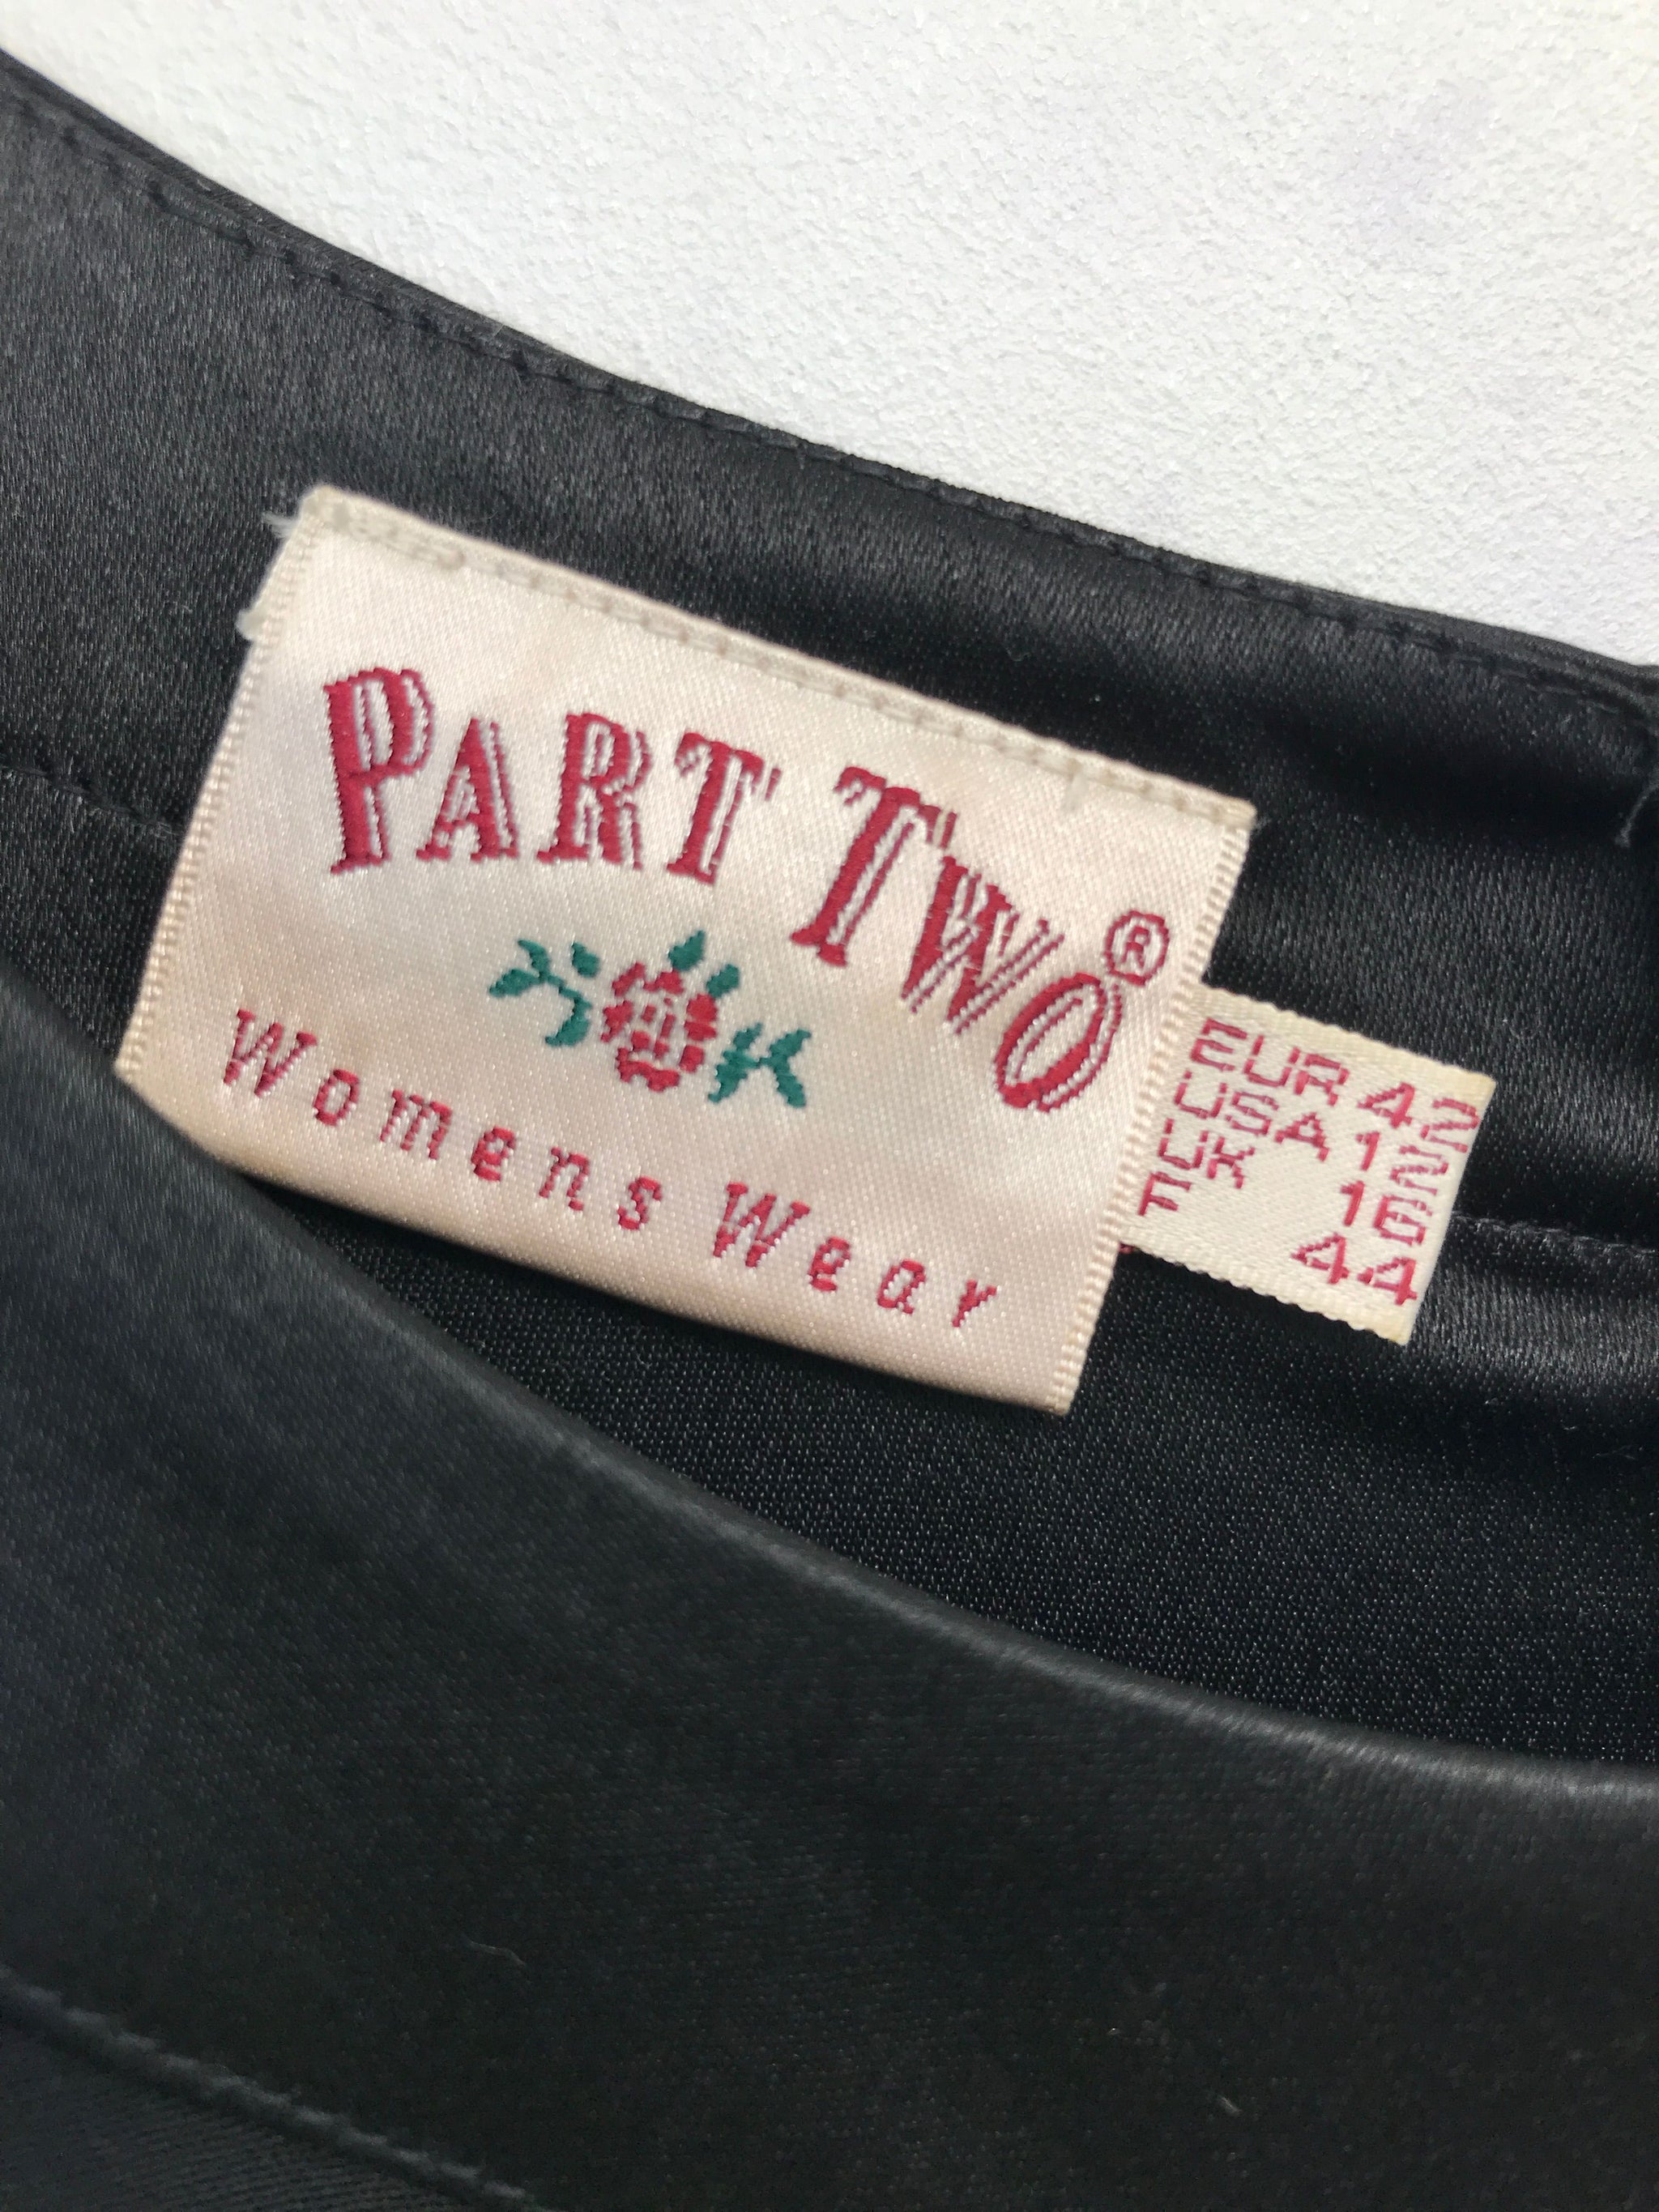 PART TWO®
Womens Wear
EUR 42
USA 12
UK 16
F 44